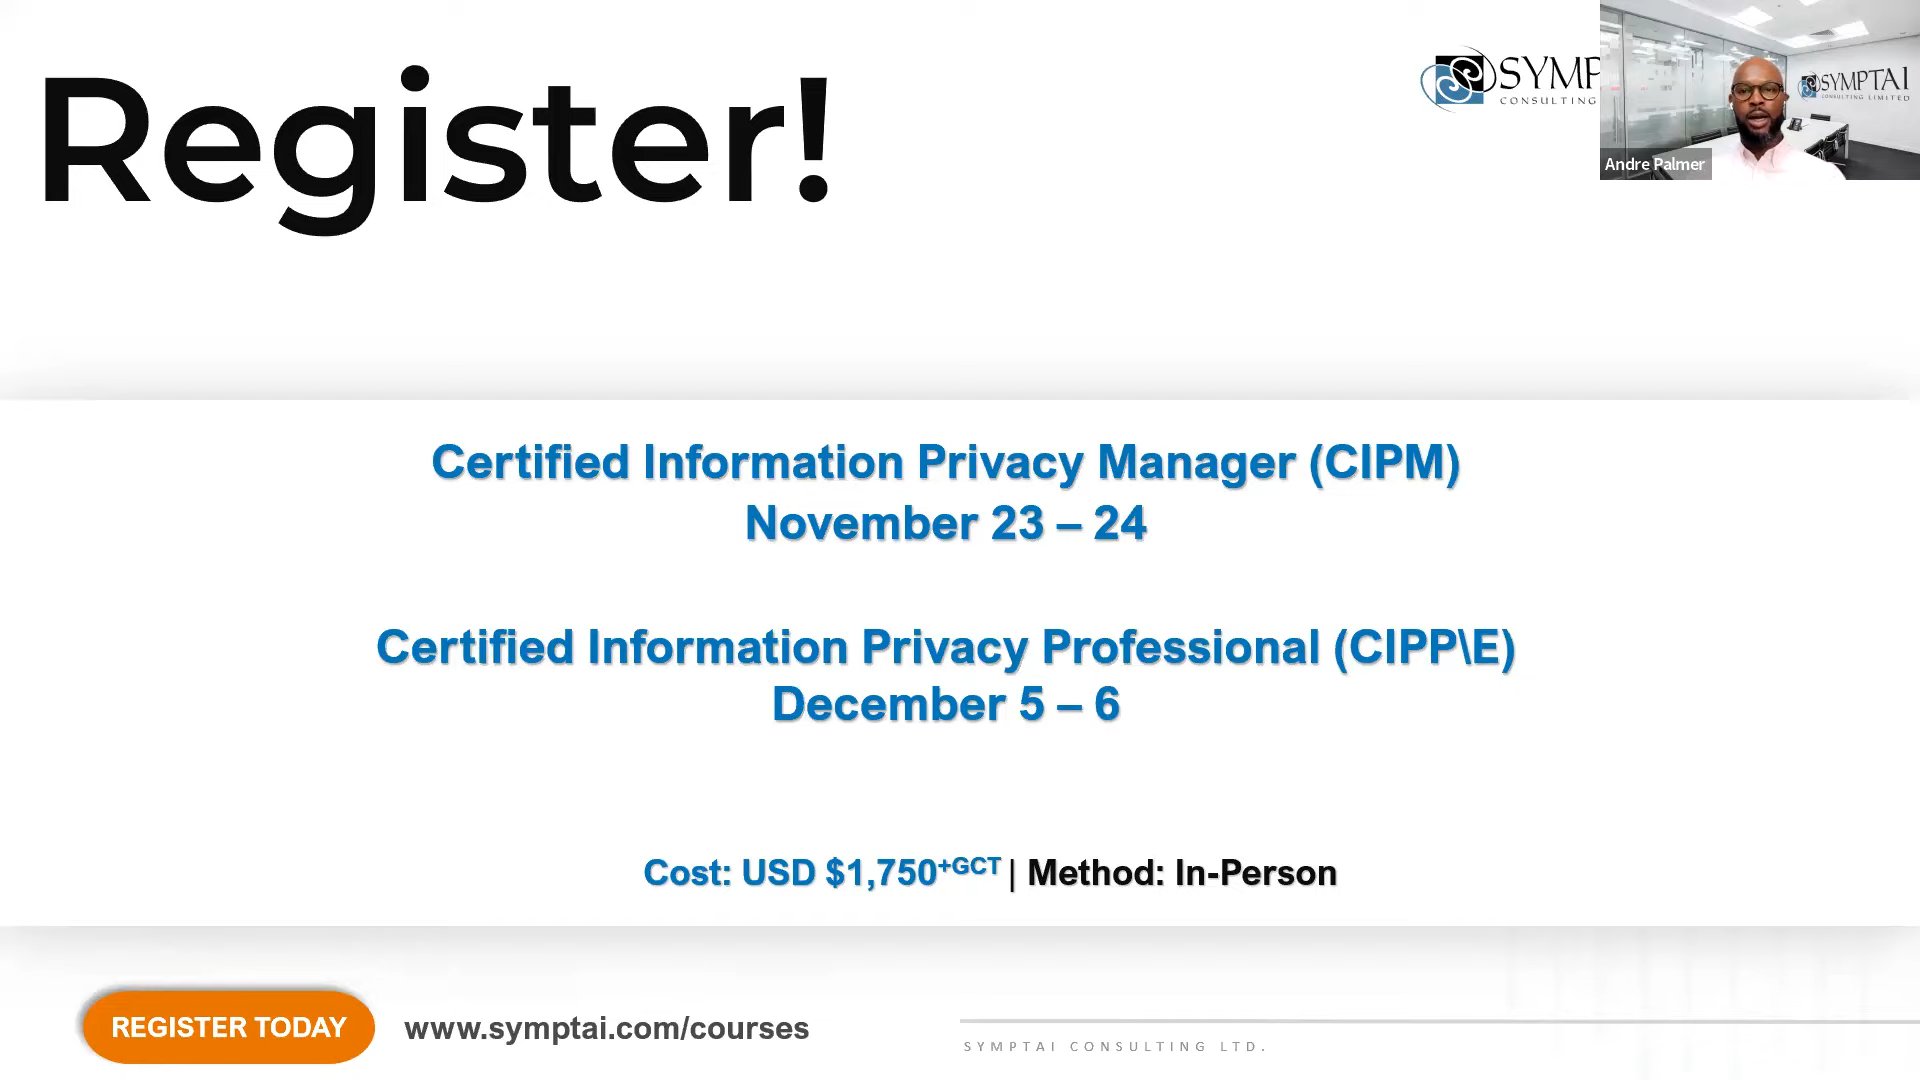 Register!
SYMP
CONSULTING
SYMPTAI
CONSULTING LIMITED
Andre Palmer
Certified Information Privacy Manager (CIPM)
November 23 – 24
Certified Information Privacy Professional (CIPP\E)
December 5 – 6
Cost: USD $1,750+GCT | Method: In-Person
REGISTER TODAY
www.symptai.com/courses
SYMPTAI CONSULTING LTD.